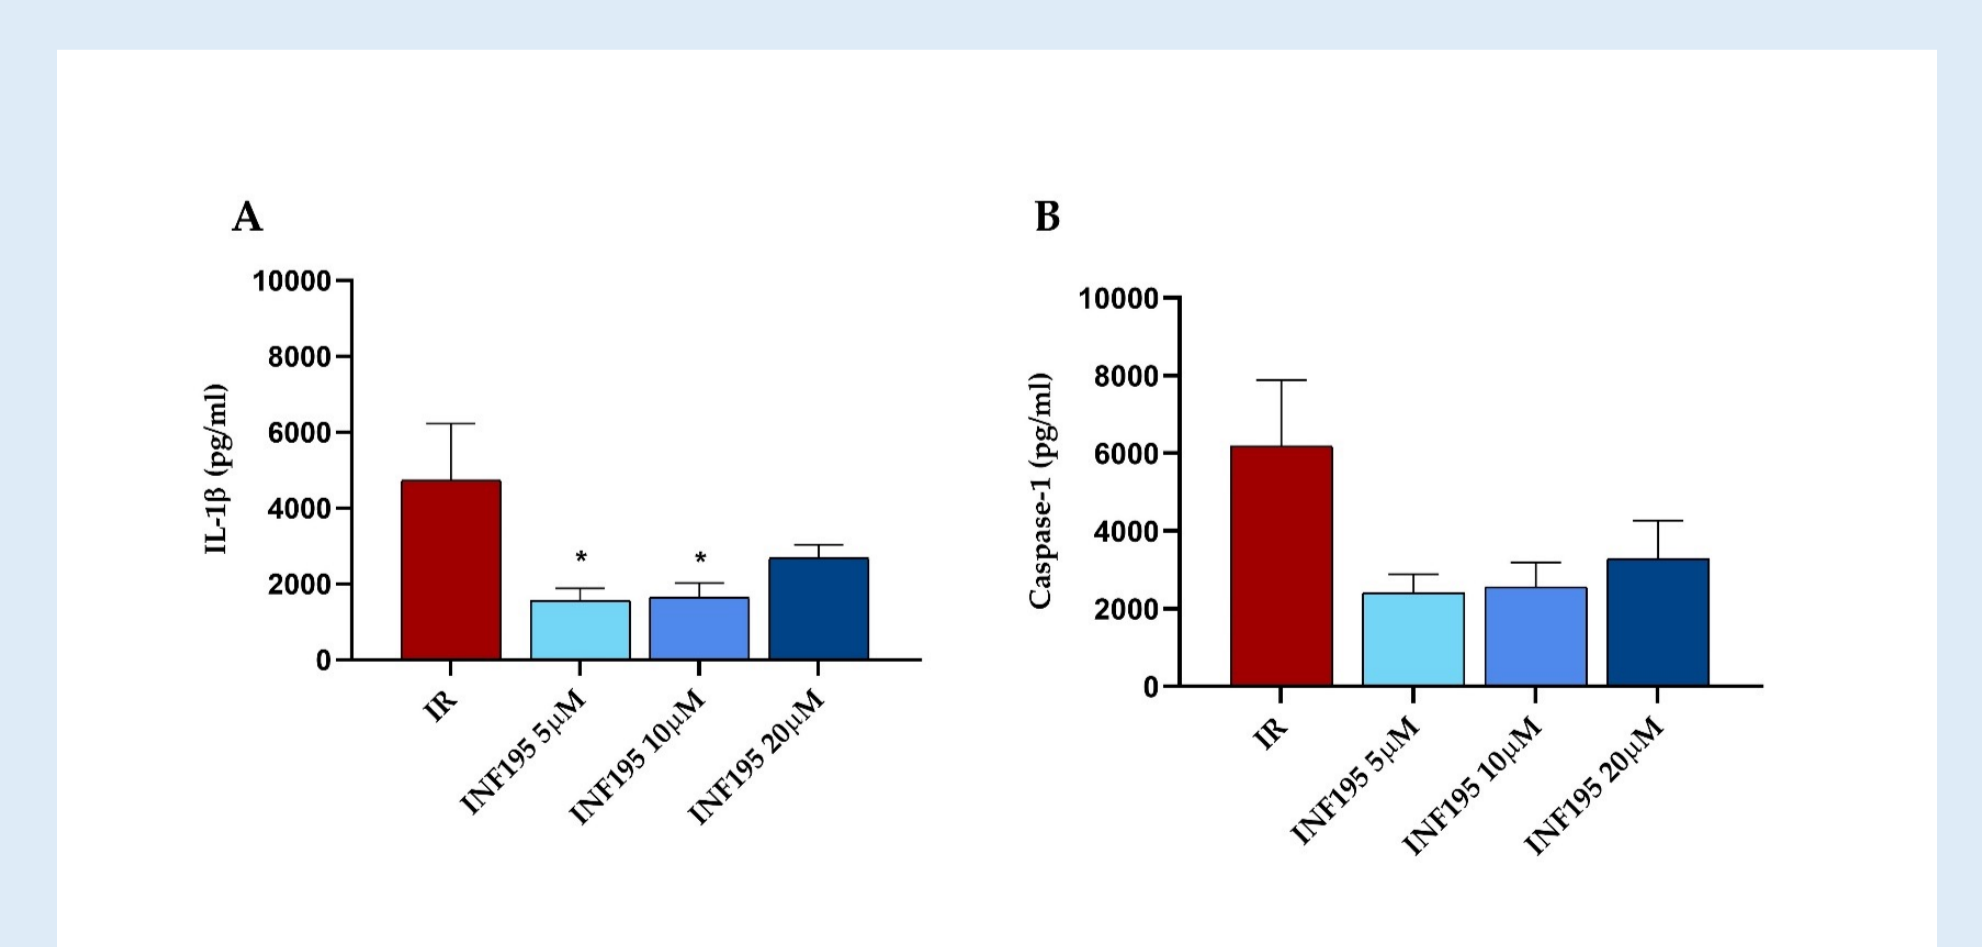 A
10000
8000
6000
4000
2000
0
IL-1β (pg/ml)
*
*
IR
INF195 5μM
INF195 10μM
INF195 20μM
B
10000
8000
6000
4000
2000
0
Caspase-1 (pg/ml)
IR
INF195 5μM
INF195 10μM
INF195 20μM